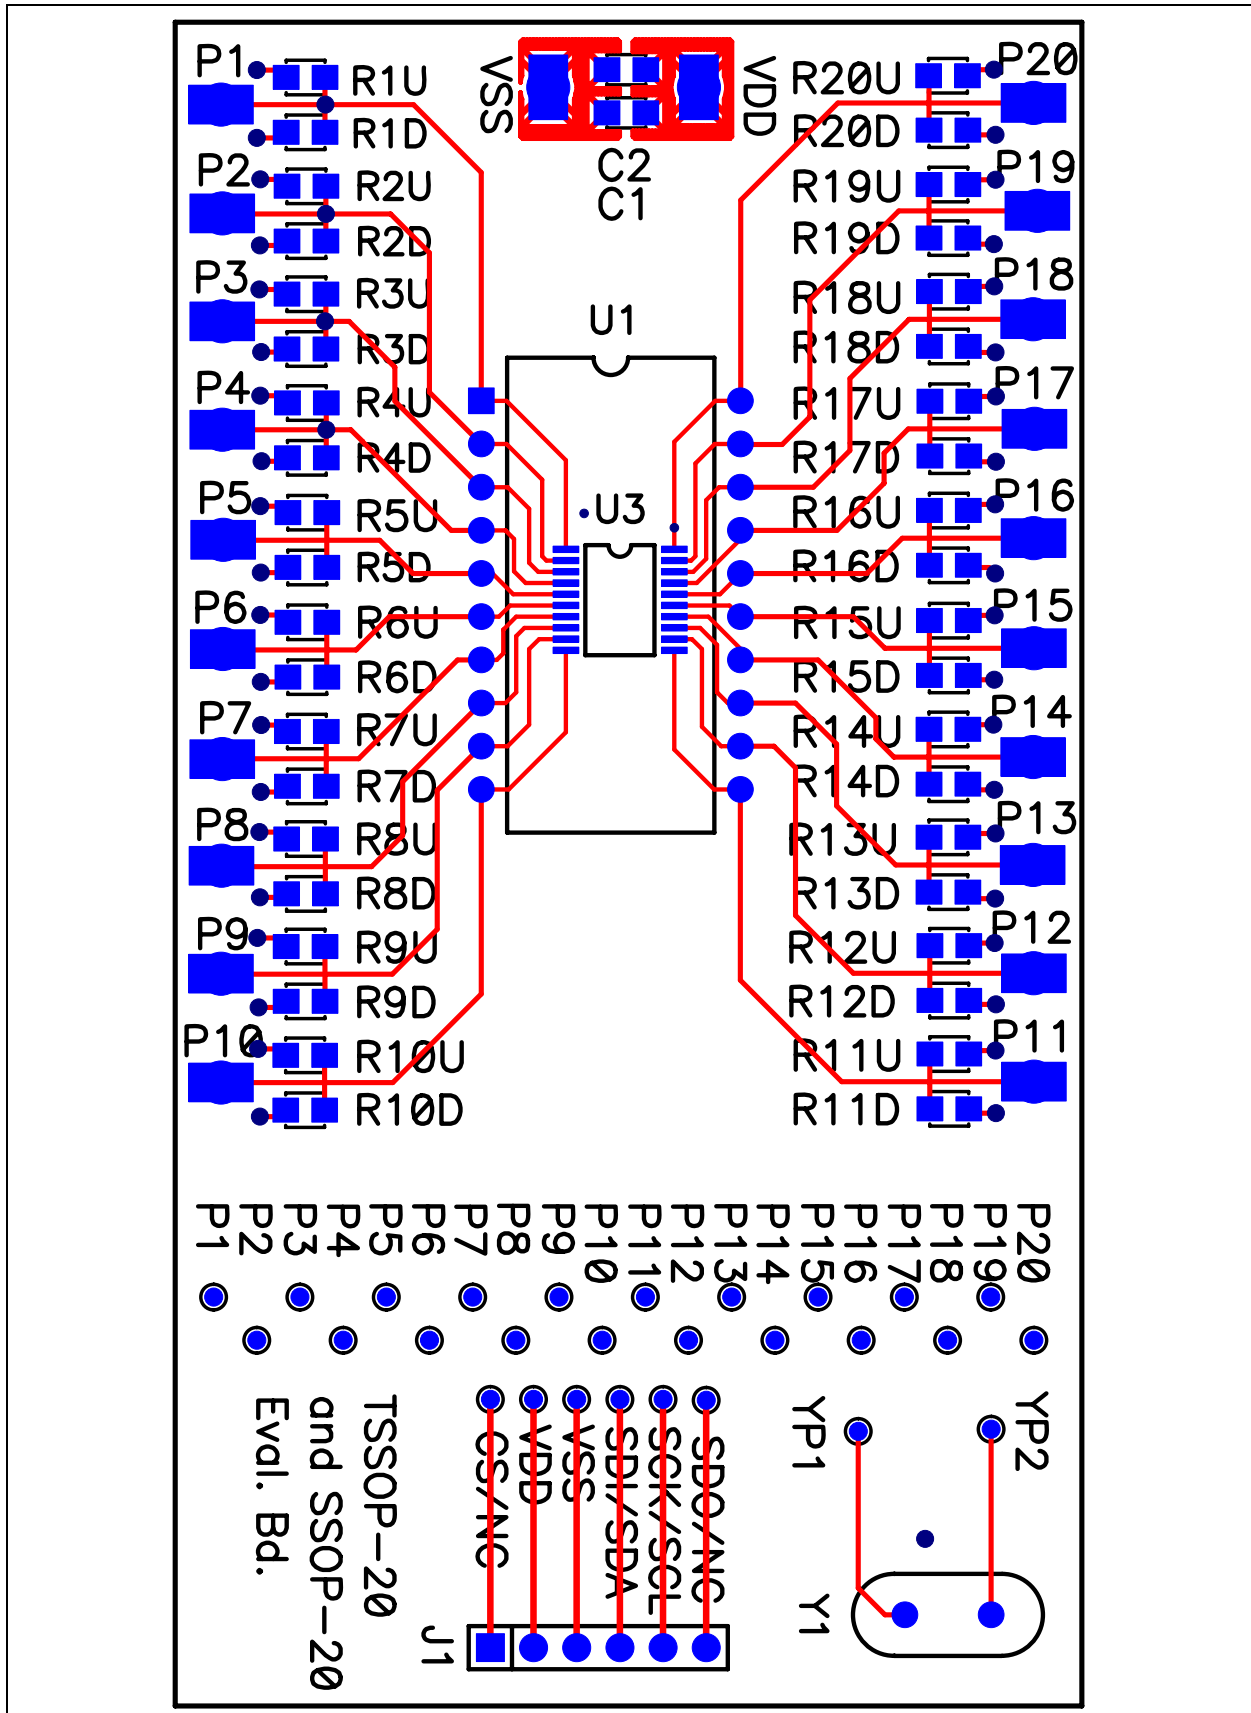 P1
R1U
R1D
P2
R2U
R2D
P3
R3U
R3D
P4
R4U
R4D
P5
R5U
R5D
P6
R6U
R6D
P7
R7U
R7D
P8
R8U
R8D
P9
R9U
R9D
P10
R10U
R10D
VSS
VDD
C2
C1
U1
U3
R20U
P20
R20D
R19U
P19
R19D
P18
R18U
R18D
P17
R17U
R17D
P16
R16U
R16D
P15
R15U
R15D
P14
R14U
R14D
P13
R13U
R13D
P12
R12U
R12D
P11
R11U
R11D
P1
P2
P3
P4
P5
P6
P7
P8
P9
P10
P11
P12
P13
P14
P15
P16
P17
P18
P19
P20
TSSOP-20
and SSOP-20
Eval. Bd.
CS/NC
VDD
VSS
SDI/SDA
SCK/SCL
SDO/NC
J1
YP1
YP2
Y1